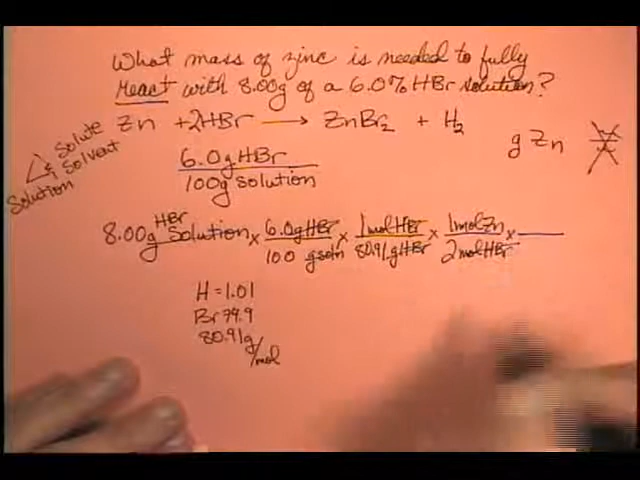 What mass of zinc is needed to fully
react with 8.00g of a 6.0% HBr solution?
Zn + 2HBr → ZnBr₂ + H₂
g Zn
Solute
Solvent
Solution
6.0g HBr
100g solution
8.00g HBr Solution x 6.0g HBr x 1mol HBr x 1mol Zn x
100 g soln 80.91g HBr 2mol HBr
H = 1.01
Br 79.9
80.91g/mol